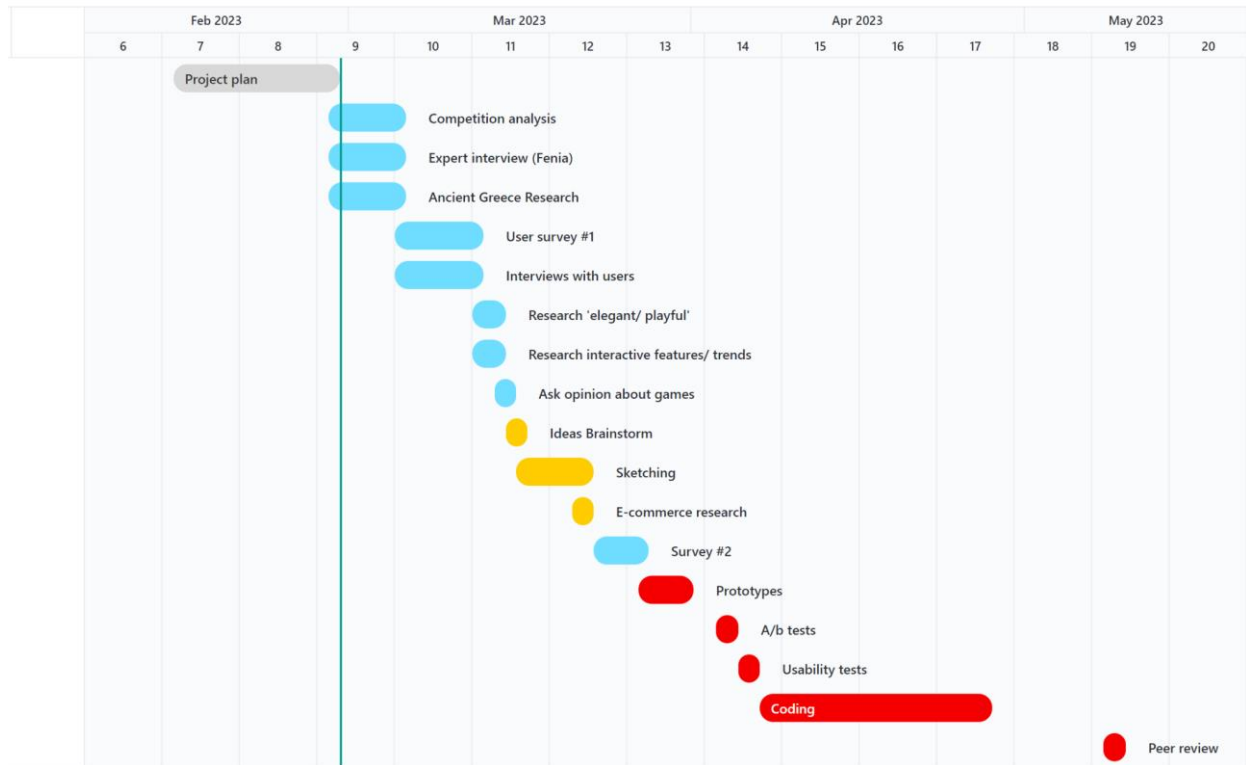 Feb 2023 Mar 2023 Apr 2023 May 2023
6 7 8 9 10 11 12 13 14 15 16 17 18 19 20
Project plan
Competition analysis
Expert interview (Fenia)
Ancient Greece Research
User survey #1
Interviews with users
Research 'elegant/ playful'
Research interactive features/ trends
Ask opinion about games
Ideas Brainstorm
Sketching
E-commerce research
Survey #2
Prototypes
A/b tests
Usability tests
Coding
Peer review